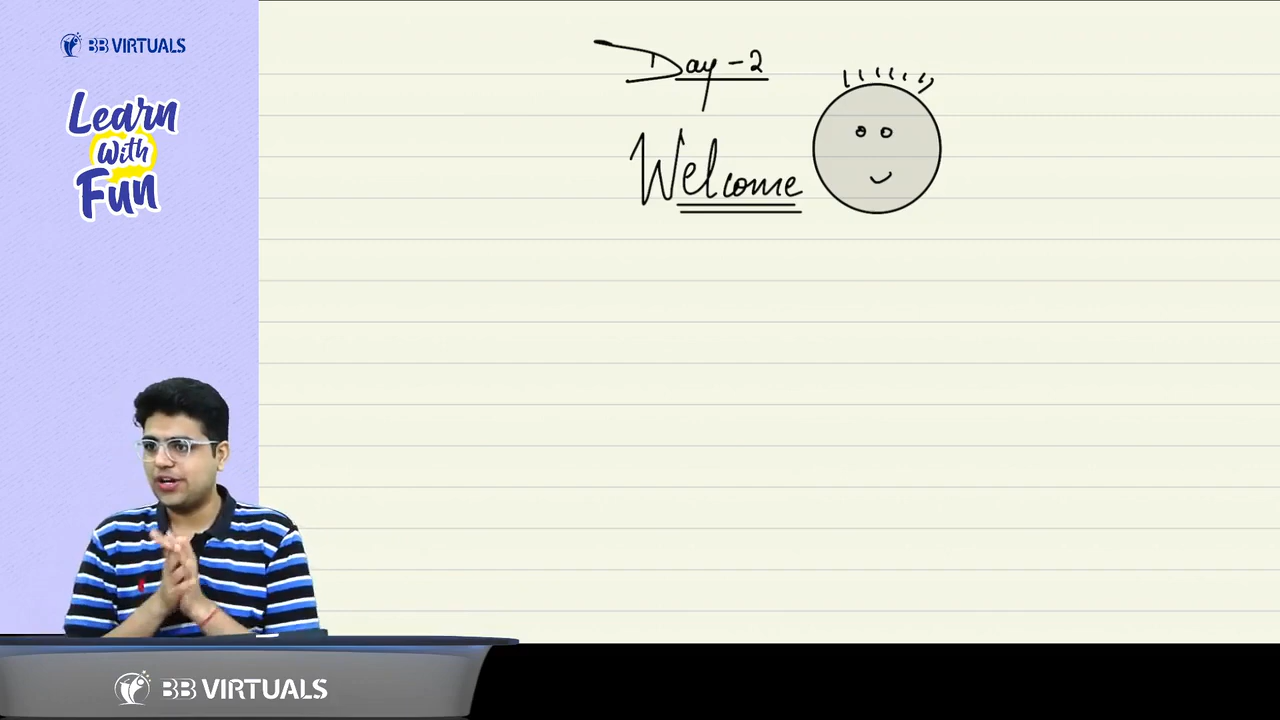 BB VIRTUALS
Learn
With
Fun
Day - 2
Welcome
BB VIRTUALS